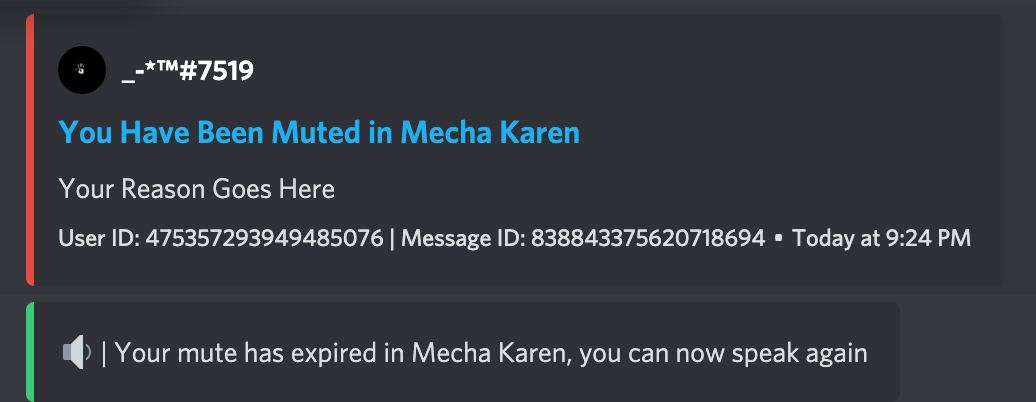 _-*™#7519
You Have Been Muted in Mecha Karen
Your Reason Goes Here
User ID: 475357293949485076 | Message ID: 838843375620718694 • Today at 9:24 PM
| Your mute has expired in Mecha Karen, you can now speak again